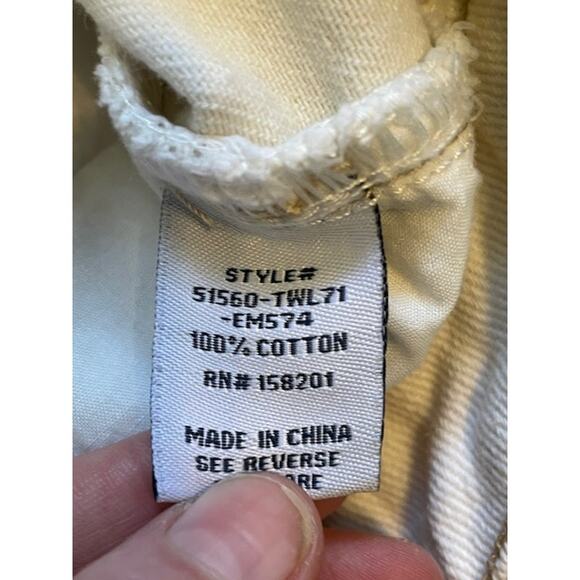 STYLE#
51560-TWL71
-EM574
100% COTTON
RN# 158201
MADE IN CHINA
SEE REVERSE